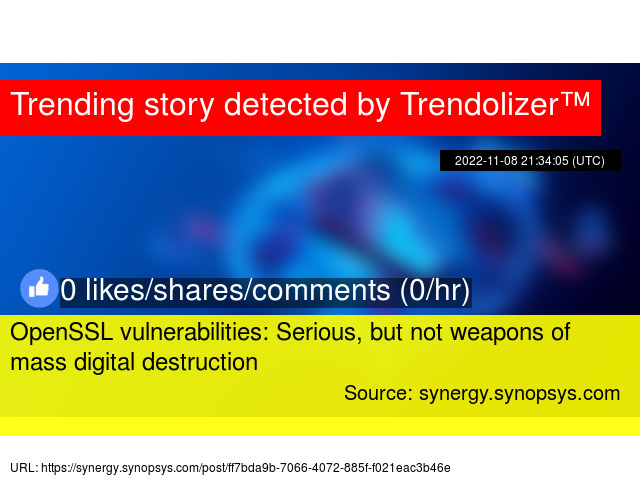 Trending story detected by Trendolizer™
2022-11-08 21:34:05 (UTC)
0 likes/shares/comments (0/hr)
OpenSSL vulnerabilities: Serious, but not weapons of
mass digital destruction
Source: synergy.synopsys.com
URL: https://synergy.synopsys.com/post/ff7bda9b-7066-4072-885f-f021eac3b46e